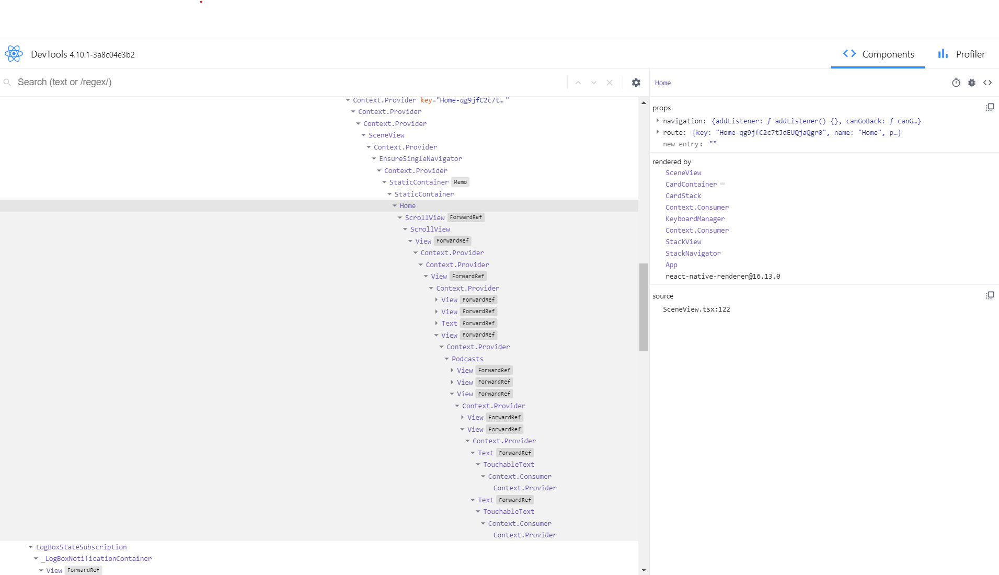 DevTools 4.10.1-3a8c04e3b2
Components
Profiler
Search (text or /regex/)
Context.Provider key="Home-qg9jfC2c7t… "
Context.Provider
Context.Provider
SceneView
Context.Provider
EnsureSingleNavigator
Context.Provider
StaticContainer Memo
StaticContainer
Home
ScrollView ForwardRef
ScrollView
View ForwardRef
Context.Provider
Context.Provider
View ForwardRef
Context.Provider
View ForwardRef
View ForwardRef
Text ForwardRef
View ForwardRef
Context.Provider
Podcasts
View ForwardRef
View ForwardRef
View ForwardRef
Context.Provider
View ForwardRef
View ForwardRef
Context.Provider
Text ForwardRef
TouchableText
Context.Consumer
Context.Provider
Text ForwardRef
TouchableText
Context.Consumer
Context.Provider
LogBoxStateSubscription
_LogBoxNotificationContainer
View ForwardRef
Home
props
navigation: {addListener: ƒ addListener() {}, canGoBack: ƒ canG…}
route: {key: "Home-qg9jfC2c7tJdEUQjaQgr0", name: "Home", p…}
new entry: ""
rendered by
SceneView
CardContainer
CardStack
Context.Consumer
KeyboardManager
Context.Consumer
StackView
StackNavigator
App
react-native-renderer@16.13.0
source
SceneView.tsx:122